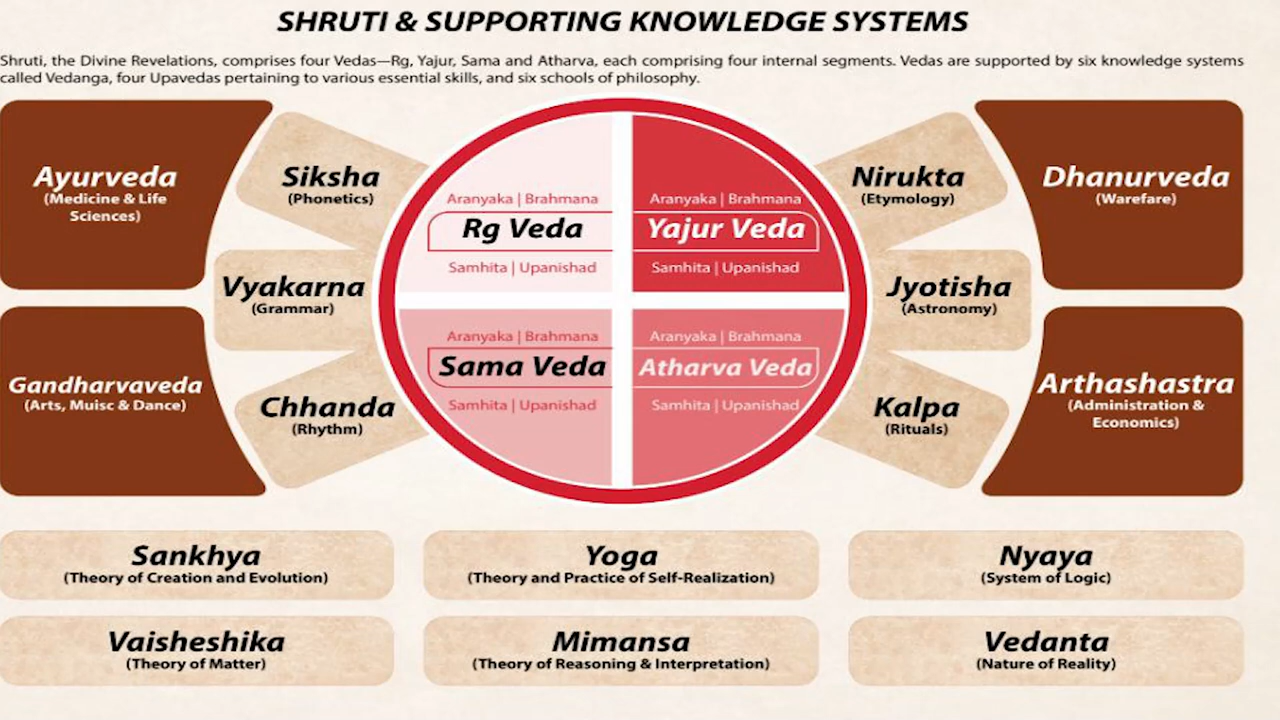 SHRUTI & SUPPORTING KNOWLEDGE SYSTEMS
Shruti, the Divine Revelations, comprises four Vedas—Rg, Yajur, Sama and Atharva, each comprising four internal segments. Vedas are supported by six knowledge systems
called Vedanga, four Upavedas pertaining to various essential skills, and six schools of philosophy.
Ayurveda
(Medicine & Life
Sciences)
Gandharvaveda
(Arts, Muisc & Dance)
Siksha
(Phonetics)
Vyakarna
(Grammar)
Chhanda
(Rhythm)
Aranyaka | Brahmana
Rg Veda
Samhita | Upanishad
Aranyaka | Brahmana
Yajur Veda
Samhita | Upanishad
Aranyaka | Brahmana
Sama Veda
Samhita | Upanishad
Aranyaka | Brahmana
Atharva Veda
Samhita | Upanishad
Nirukta
(Etymology)
Jyotisha
(Astronomy)
Kalpa
(Rituals)
Dhanurveda
(Warefare)
Arthashastra
(Administration &
Economics)
Sankhya
(Theory of Creation and Evolution)
Yoga
(Theory and Practice of Self-Realization)
Nyaya
(System of Logic)
Vaisheshika
(Theory of Matter)
Mimansa
(Theory of Reasoning & Interpretation)
Vedanta
(Nature of Reality)